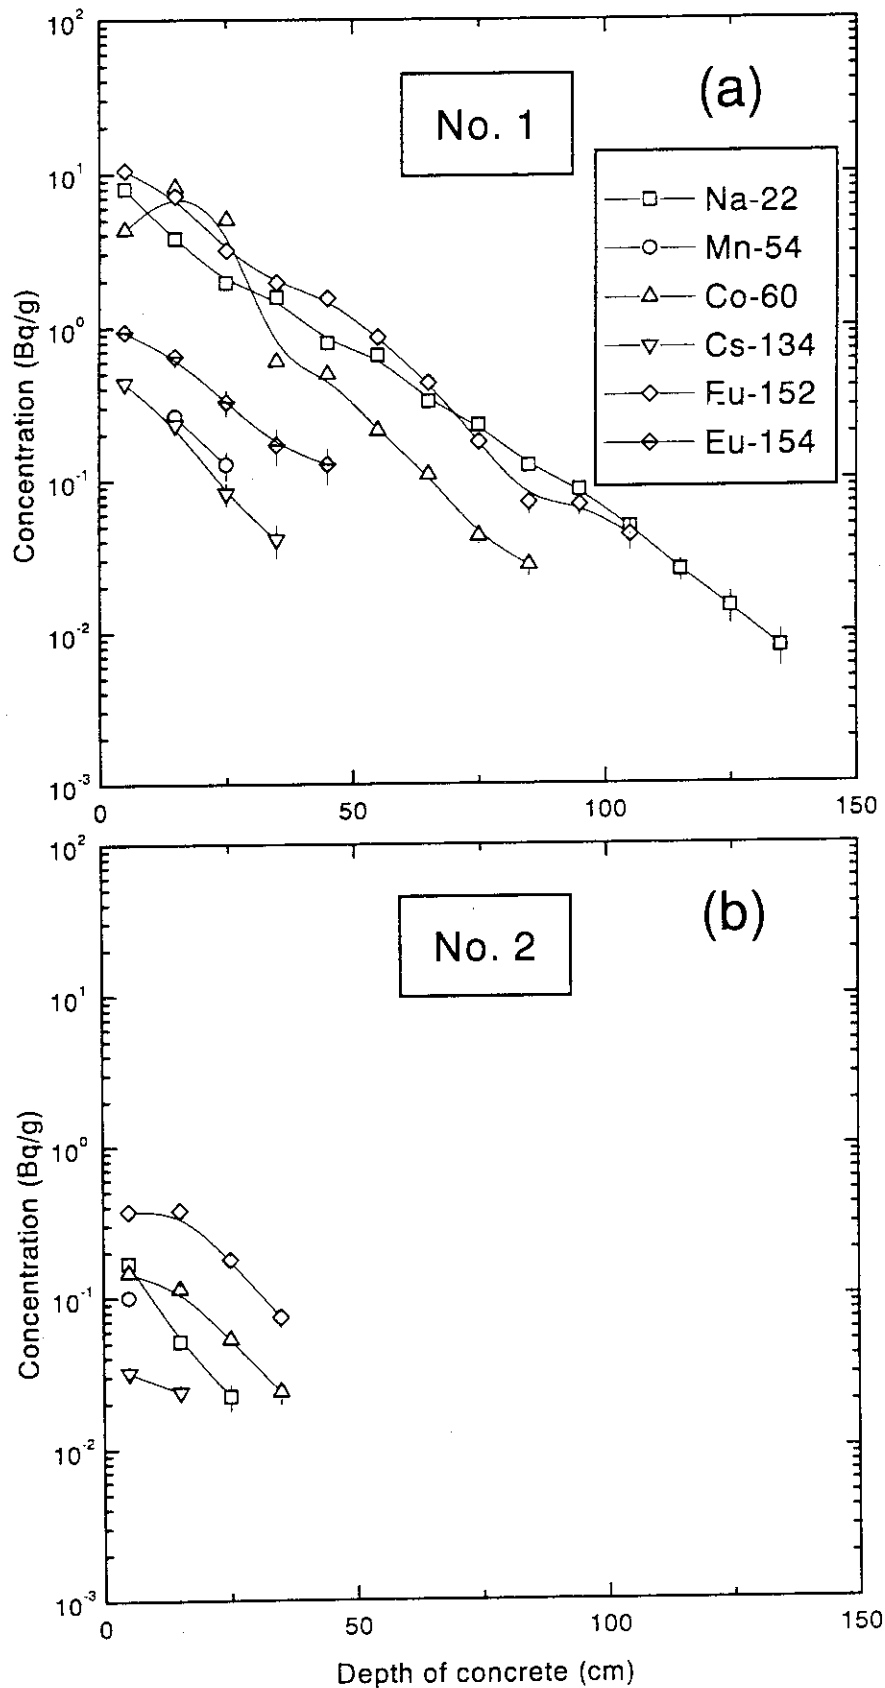 10²
(a)
No. 1
10¹
Na-22
Mn-54
Co-60
Cs-134
Eu-152
Eu-154
10⁰
10⁻¹
10⁻²
10⁻³
Concentration (Bq/g)
0 50 100 150
10²
(b)
No. 2
10¹
10⁰
10⁻¹
10⁻²
10⁻³
Concentration (Bq/g)
0 50 100 150
Depth of concrete (cm)